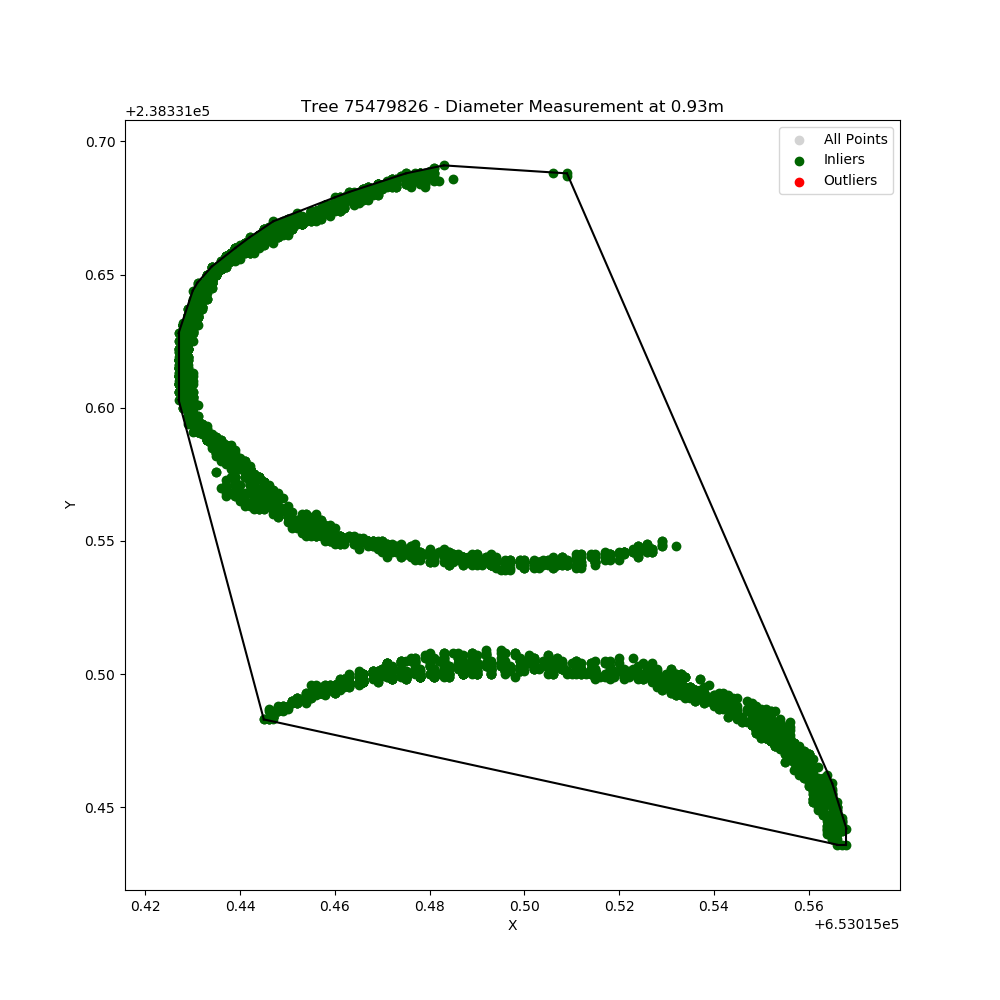 Tree 75479826 - Diameter Measurement at 0.93m
+2.38331e5
All Points
Inliers
Outliers
0.70
0.65
0.60
0.55
0.50
0.45
Y
0.42 0.44 0.46 0.48 0.50 0.52 0.54 0.56
X
+6.53015e5